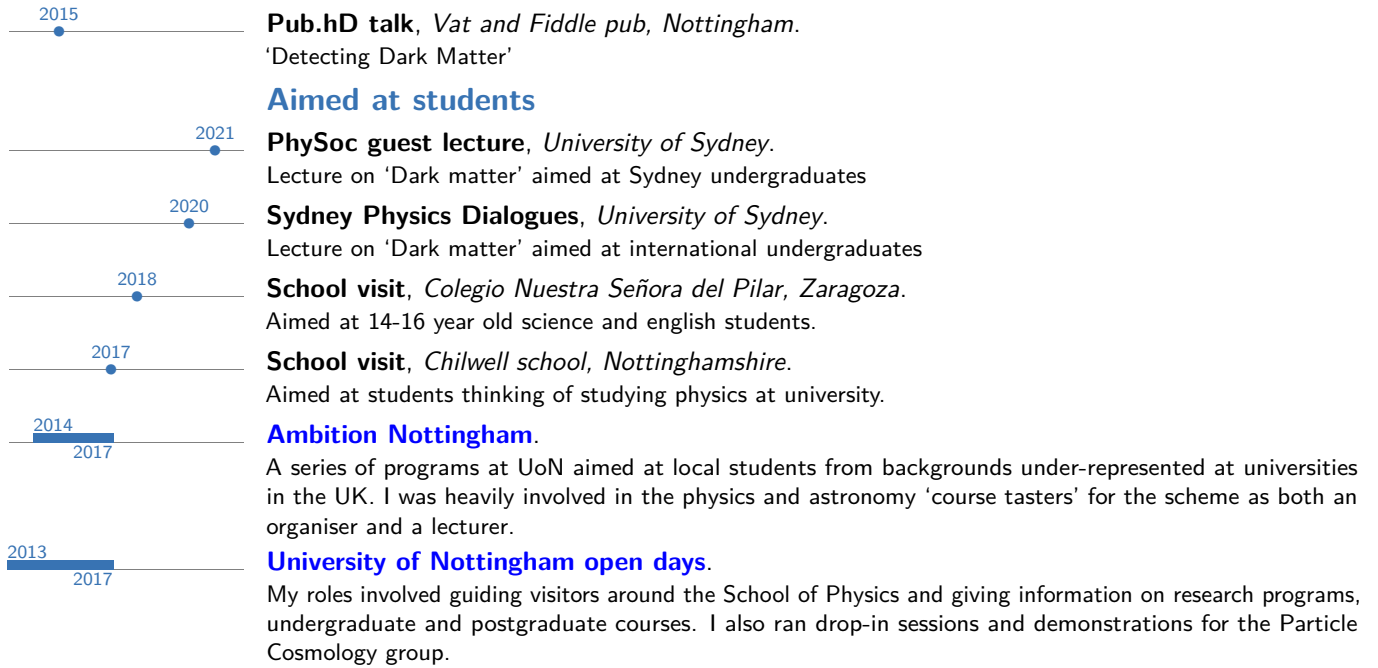 2015
Pub.hD talk, Vat and Fiddle pub, Nottingham.
‘Detecting Dark Matter’
Aimed at students
2021
PhySoc guest lecture, University of Sydney.
Lecture on ‘Dark matter’ aimed at Sydney undergraduates
2020
Sydney Physics Dialogues, University of Sydney.
Lecture on ‘Dark matter’ aimed at international undergraduates
2018
School visit, Colegio Nuestra Señora del Pilar, Zaragoza.
Aimed at 14-16 year old science and english students.
2017
School visit, Chilwell school, Nottinghamshire.
Aimed at students thinking of studying physics at university.
2014
2017
Ambition Nottingham.
A series of programs at UoN aimed at local students from backgrounds under-represented at universities
in the UK. I was heavily involved in the physics and astronomy ‘course tasters’ for the scheme as both an
organiser and a lecturer.
2013
2017
University of Nottingham open days.
My roles involved guiding visitors around the School of Physics and giving information on research programs,
undergraduate and postgraduate courses. I also ran drop-in sessions and demonstrations for the Particle
Cosmology group.